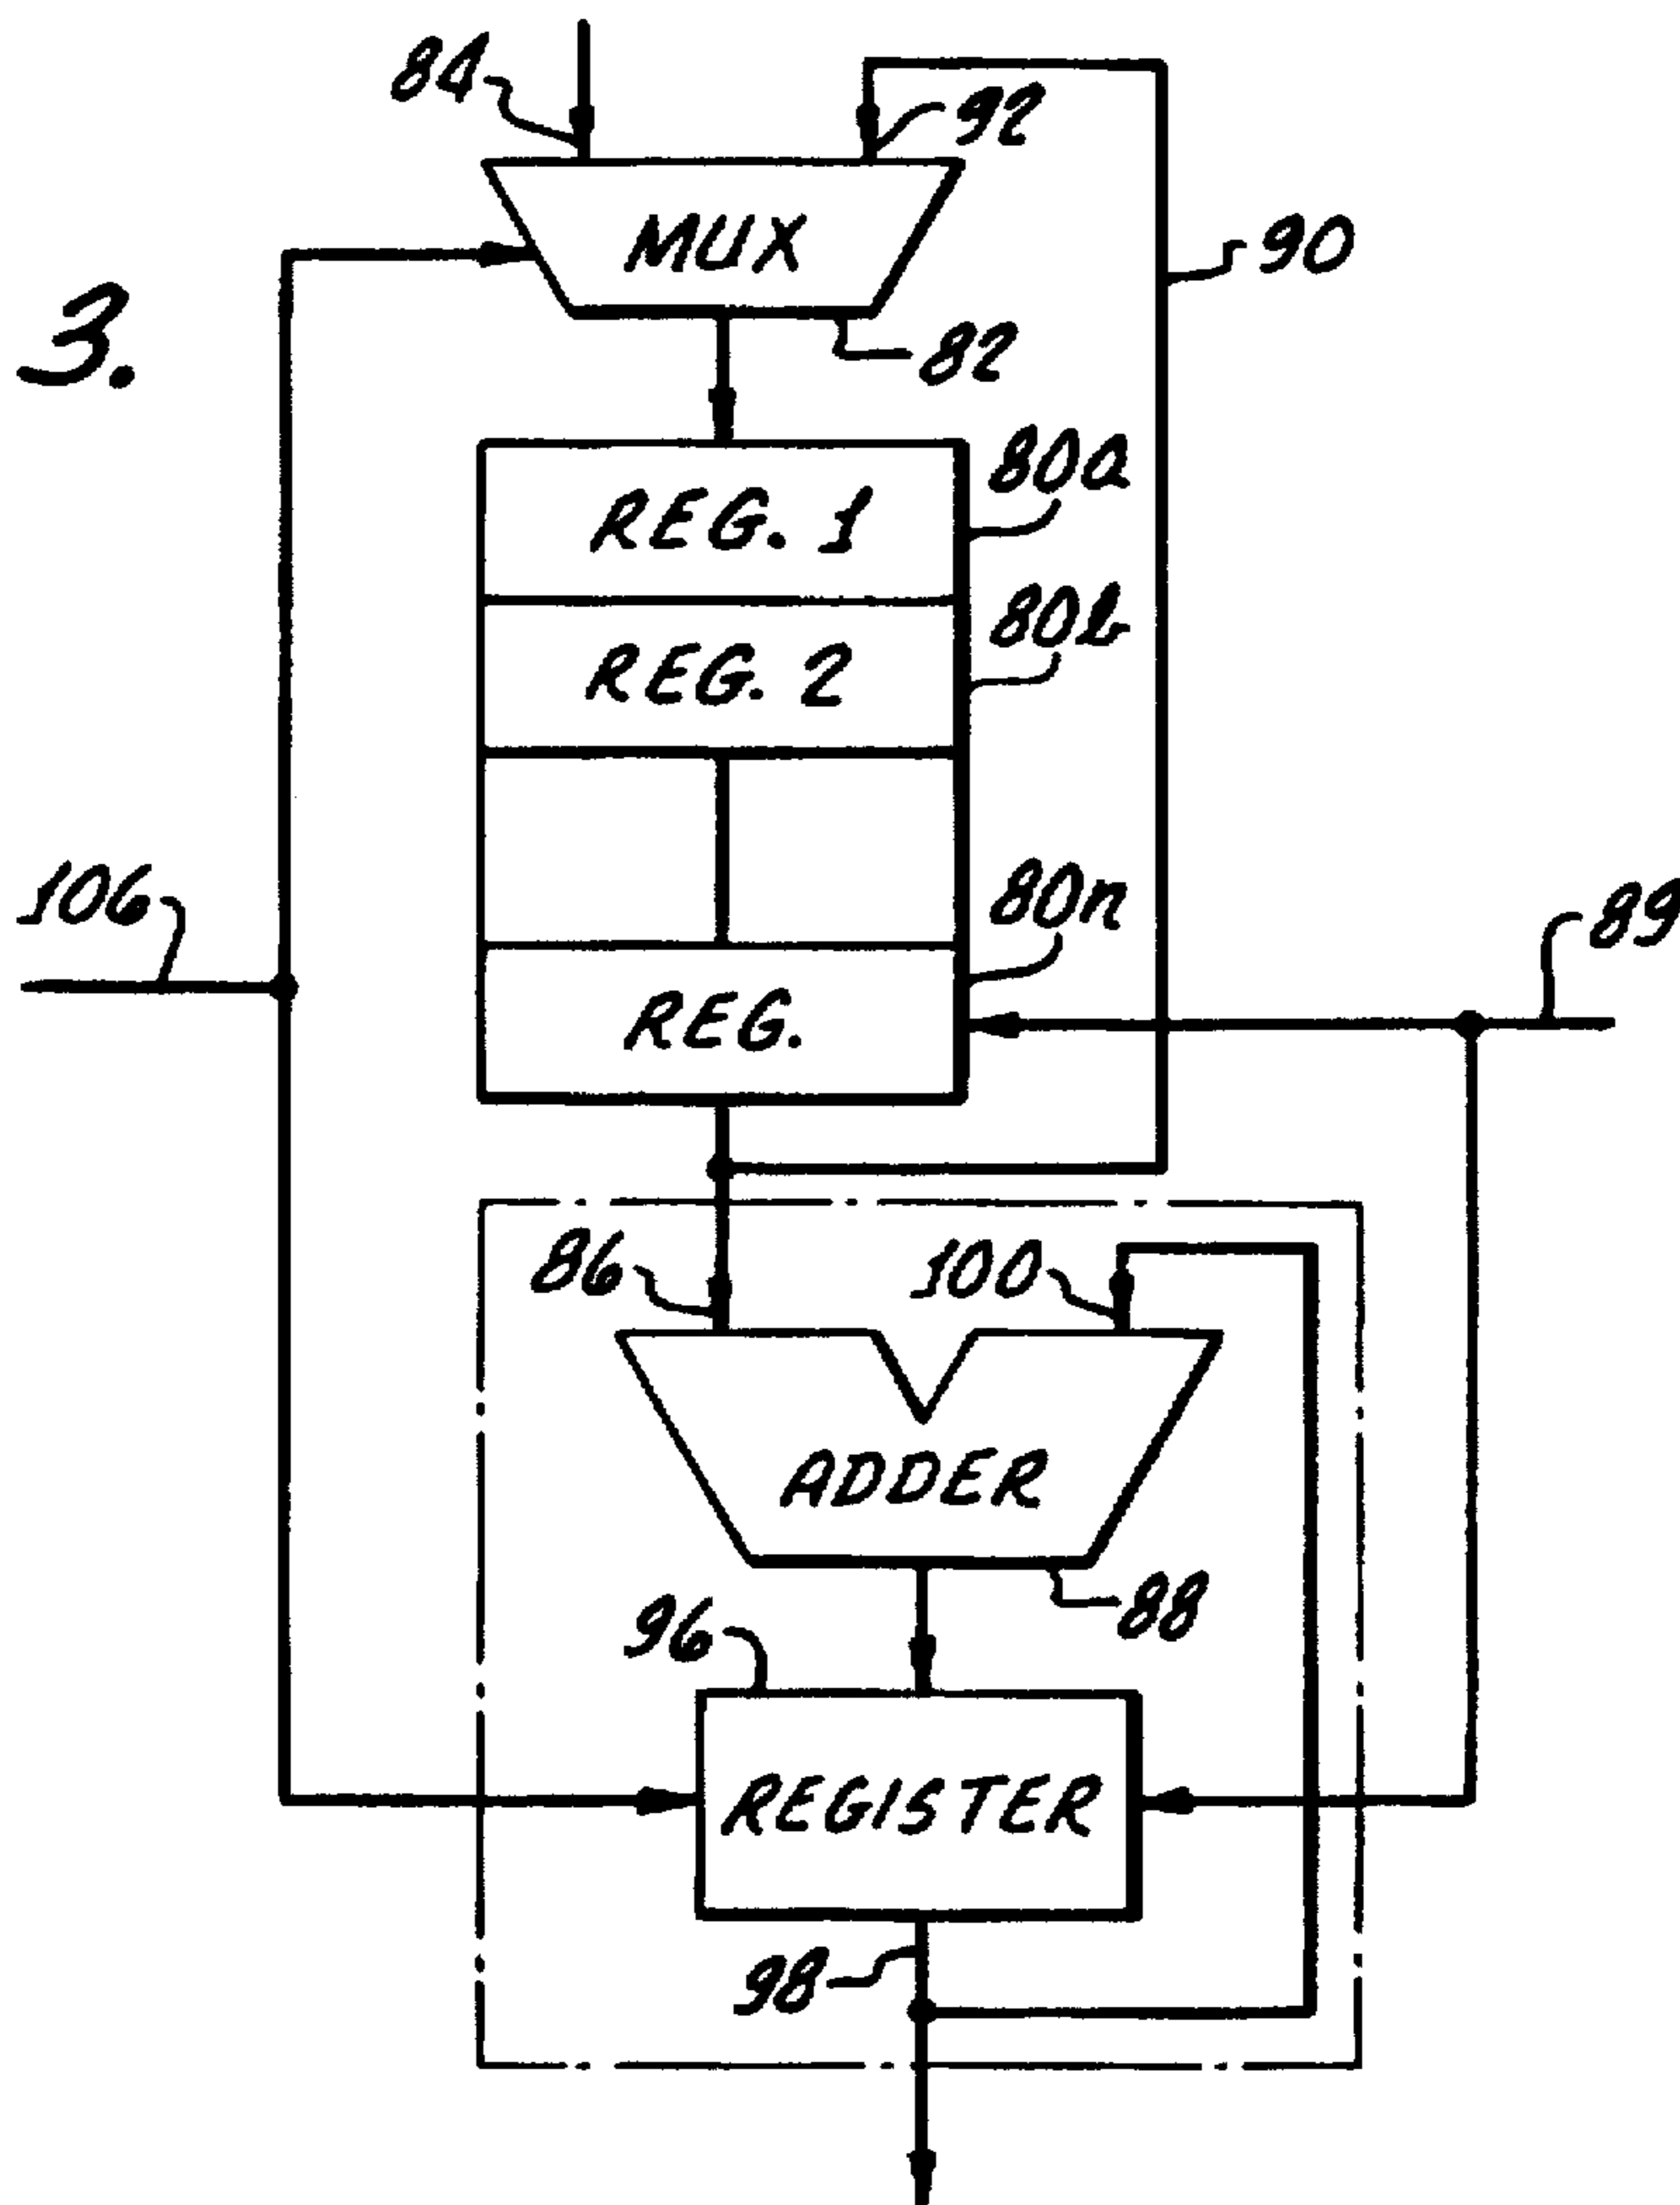 84
92
MUX
90
3.
82
80a
REG. 1
80b
REG. 2
106
80n
89
REG.
86
100
ADDER
88
96
REGISTER
98